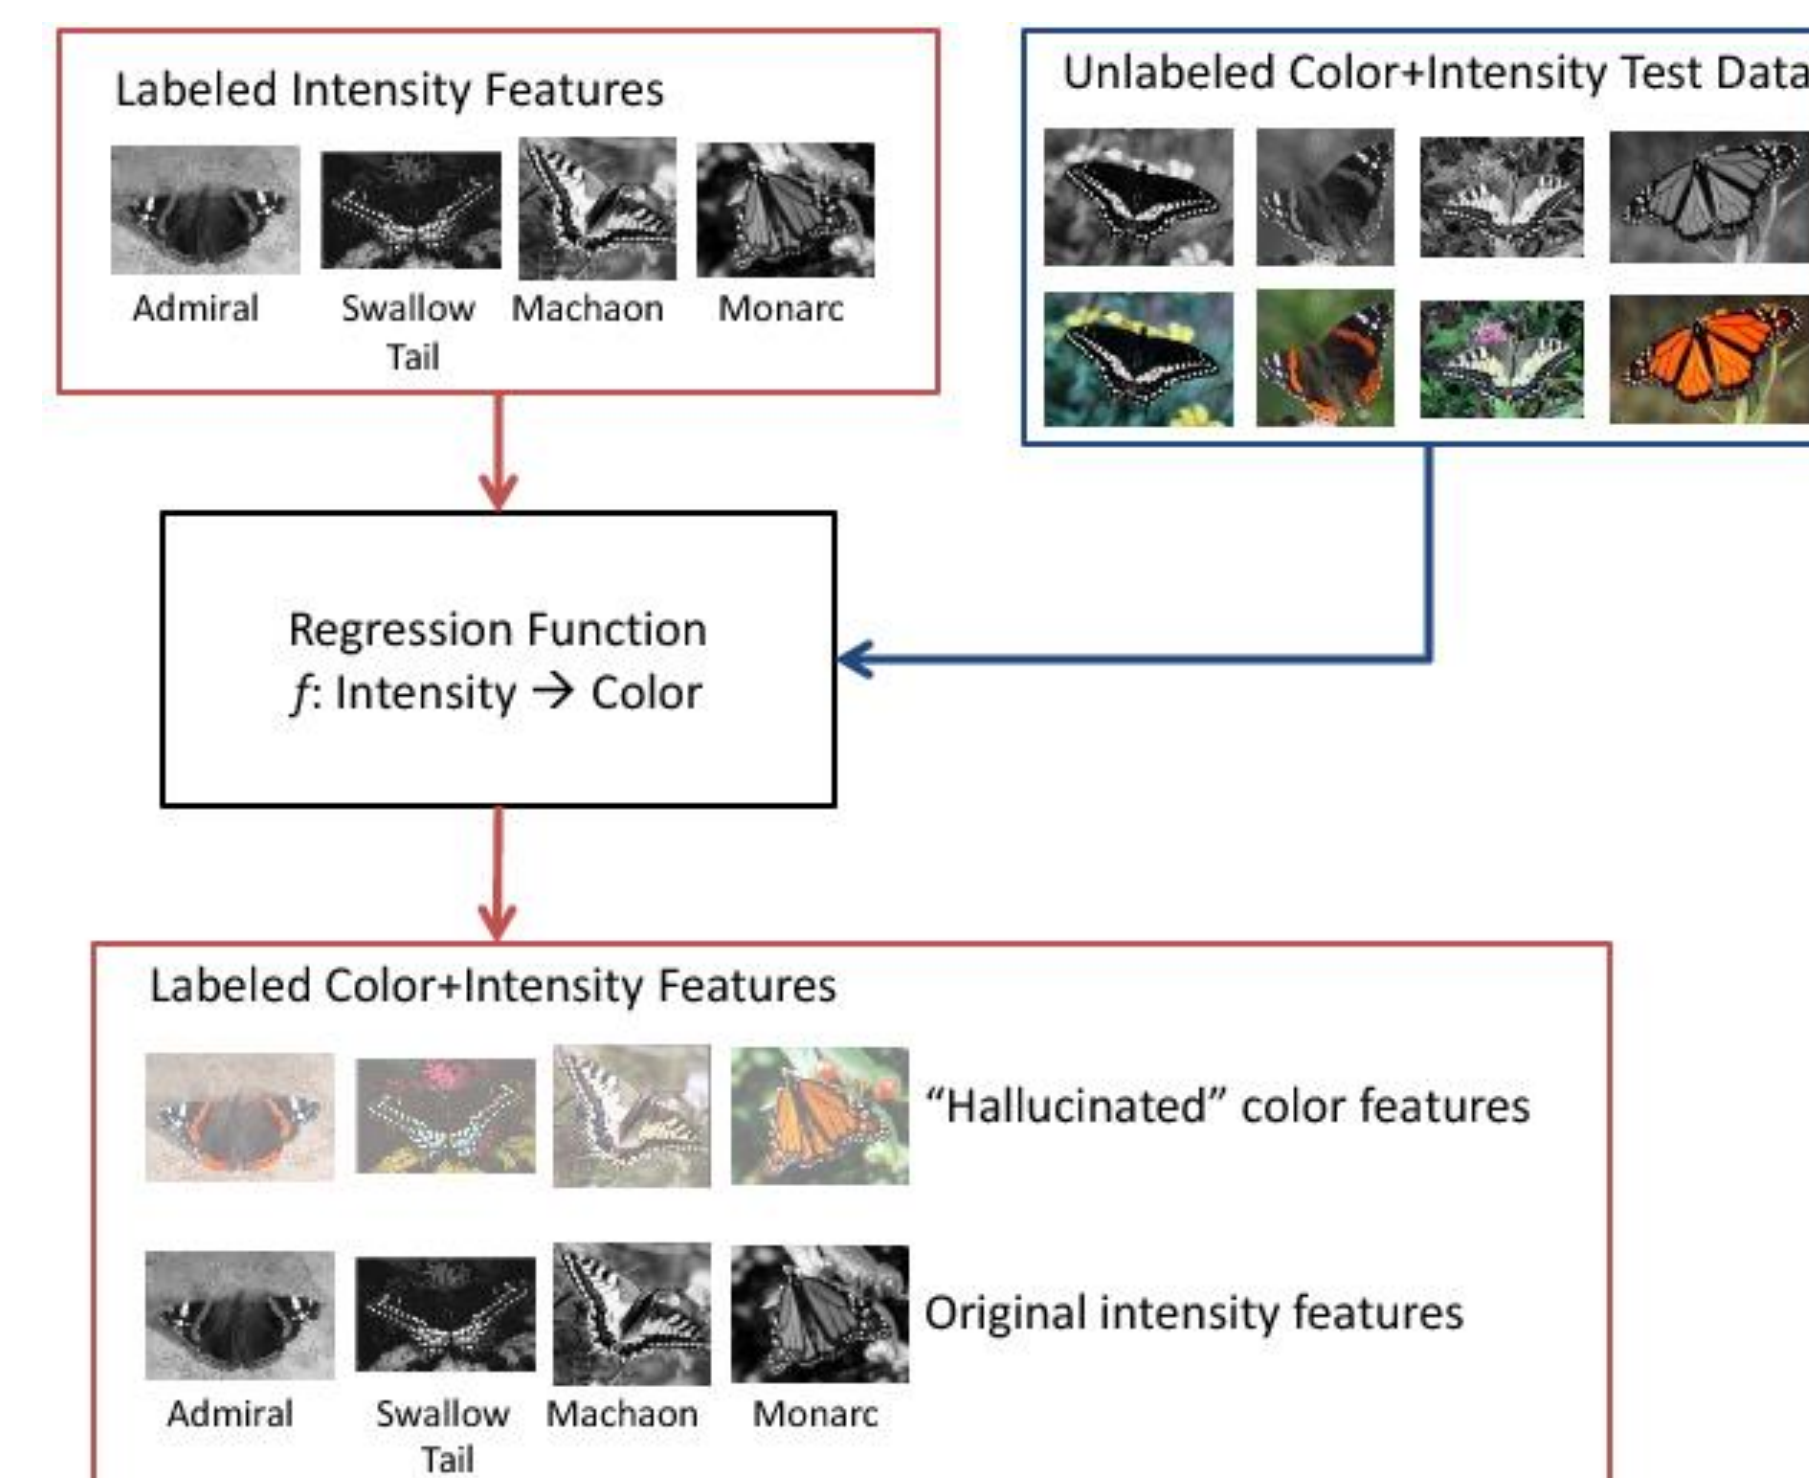 Labeled Intensity Features
Admiral
Swallow
Tail
Machaon
Monarc
Unlabeled Color+Intensity Test Data
Regression Function
f: Intensity → Color
Labeled Color+Intensity Features
“Hallucinated” color features
Original intensity features
Admiral
Swallow
Tail
Machaon
Monarc